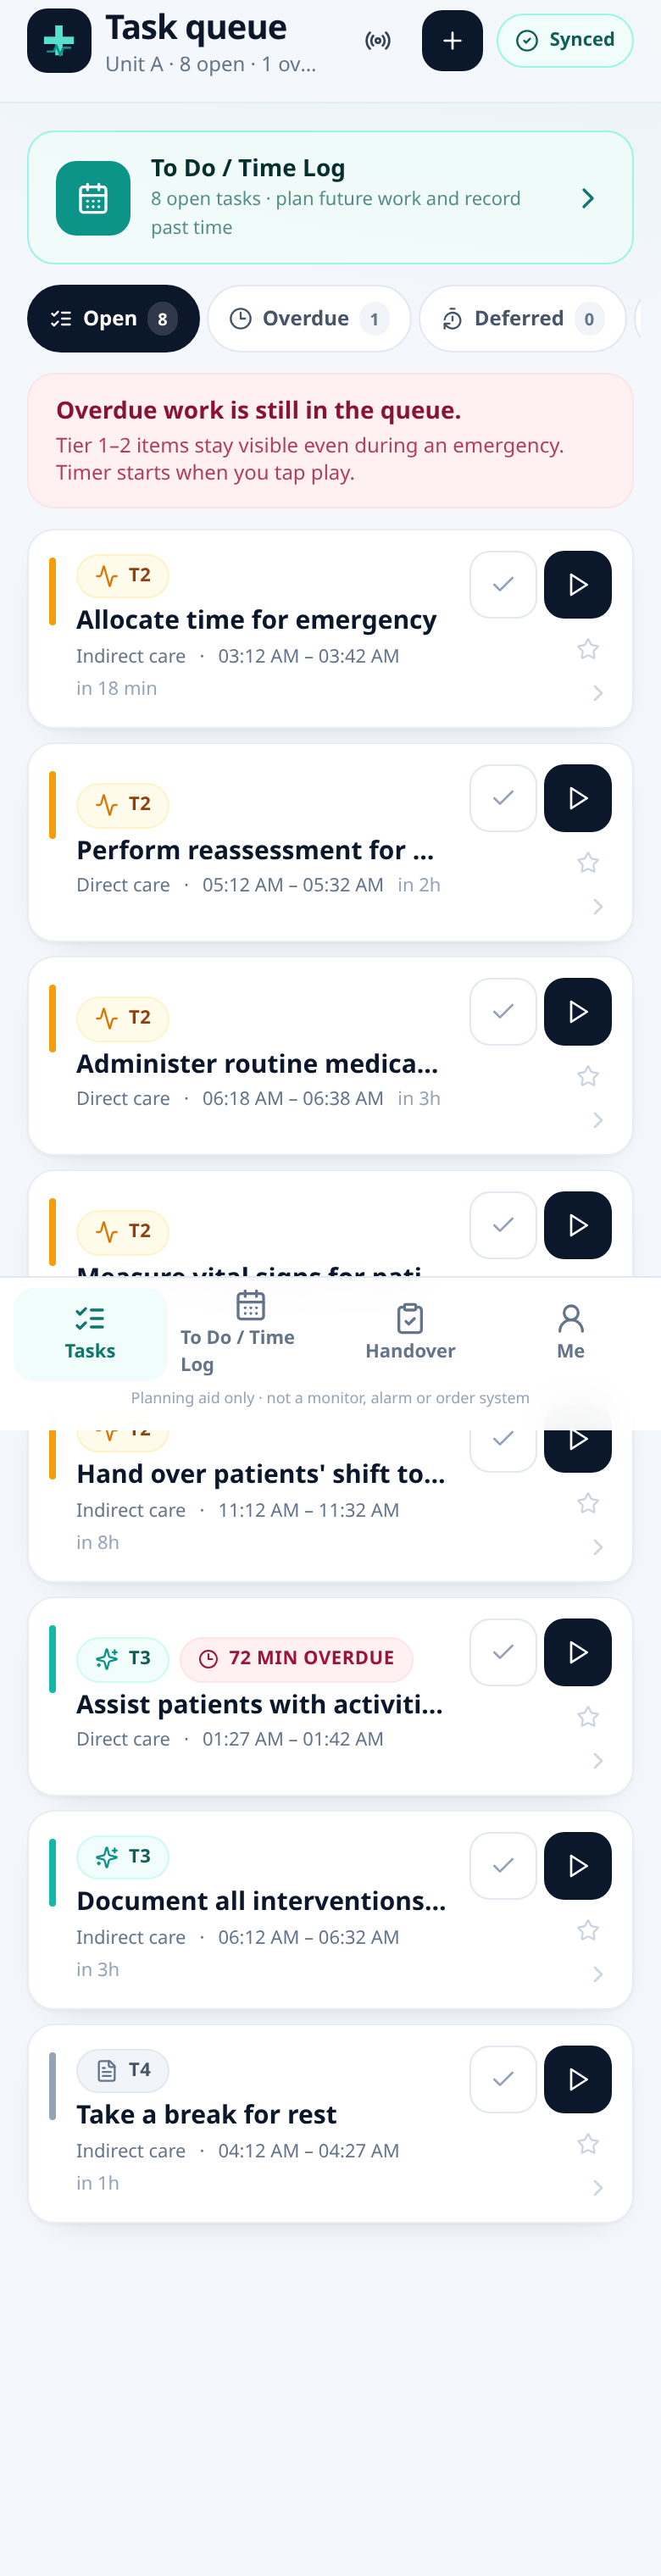 Task queue
Unit A · 8 open · 1 ov...
Synced
To Do / Time Log
8 open tasks · plan future work and record
past time
Open 8
Overdue 1
Deferred 0
Overdue work is still in the queue.
Tier 1–2 items stay visible even during an emergency.
Timer starts when you tap play.
T2
Allocate time for emergency
Indirect care · 03:12 AM – 03:42 AM
in 18 min
T2
Perform reassessment for ...
Direct care · 05:12 AM – 05:32 AM in 2h
T2
Administer routine medica...
Direct care · 06:18 AM – 06:38 AM in 3h
T2
Measure vital signs for pati...
Tasks
To Do / Time
Log
Handover
Me
Planning aid only · not a monitor, alarm or order system
T2
Hand over patients' shift to...
Indirect care · 11:12 AM – 11:32 AM
in 8h
T3 72 MIN OVERDUE
Assist patients with activiti...
Direct care · 01:27 AM – 01:42 AM
T3
Document all interventions...
Indirect care · 06:12 AM – 06:32 AM
in 3h
T4
Take a break for rest
Indirect care · 04:12 AM – 04:27 AM
in 1h